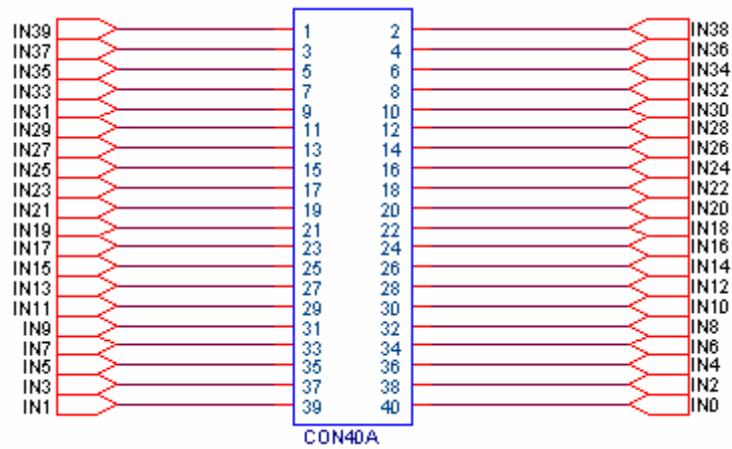 IN39 1 2 IN38
IN37 3 4 IN36
IN35 5 6 IN34
IN33 7 8 IN32
IN31 9 10 IN30
IN29 11 12 IN28
IN27 13 14 IN26
IN25 15 16 IN24
IN23 17 18 IN22
IN21 19 20 IN20
IN19 21 22 IN18
IN17 23 24 IN16
IN15 25 26 IN14
IN13 27 28 IN12
IN11 29 30 IN10
IN9 31 32 IN8
IN7 33 34 IN6
IN5 35 36 IN4
IN3 37 38 IN2
IN1 39 40 IN0
CON40A